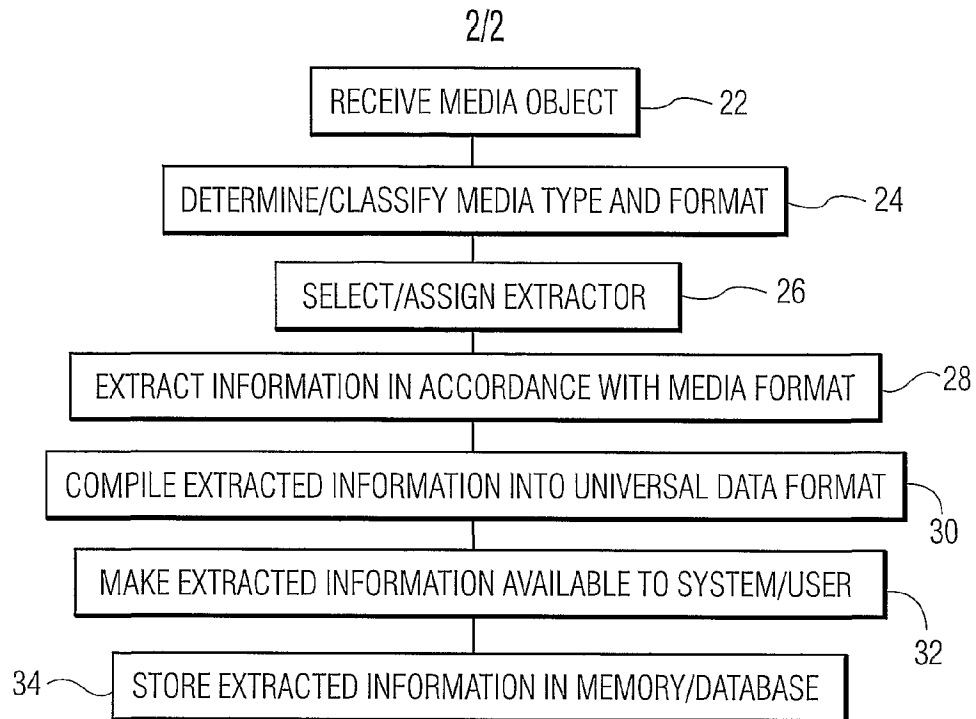 2/2
RECEIVE MEDIA OBJECT 22
DETERMINE/CLASSIFY MEDIA TYPE AND FORMAT 24
SELECT/ASSIGN EXTRACTOR 26
EXTRACT INFORMATION IN ACCORDANCE WITH MEDIA FORMAT 28
COMPILE EXTRACTED INFORMATION INTO UNIVERSAL DATA FORMAT 30
MAKE EXTRACTED INFORMATION AVAILABLE TO SYSTEM/USER 32
34 STORE EXTRACTED INFORMATION IN MEMORY/DATABASE